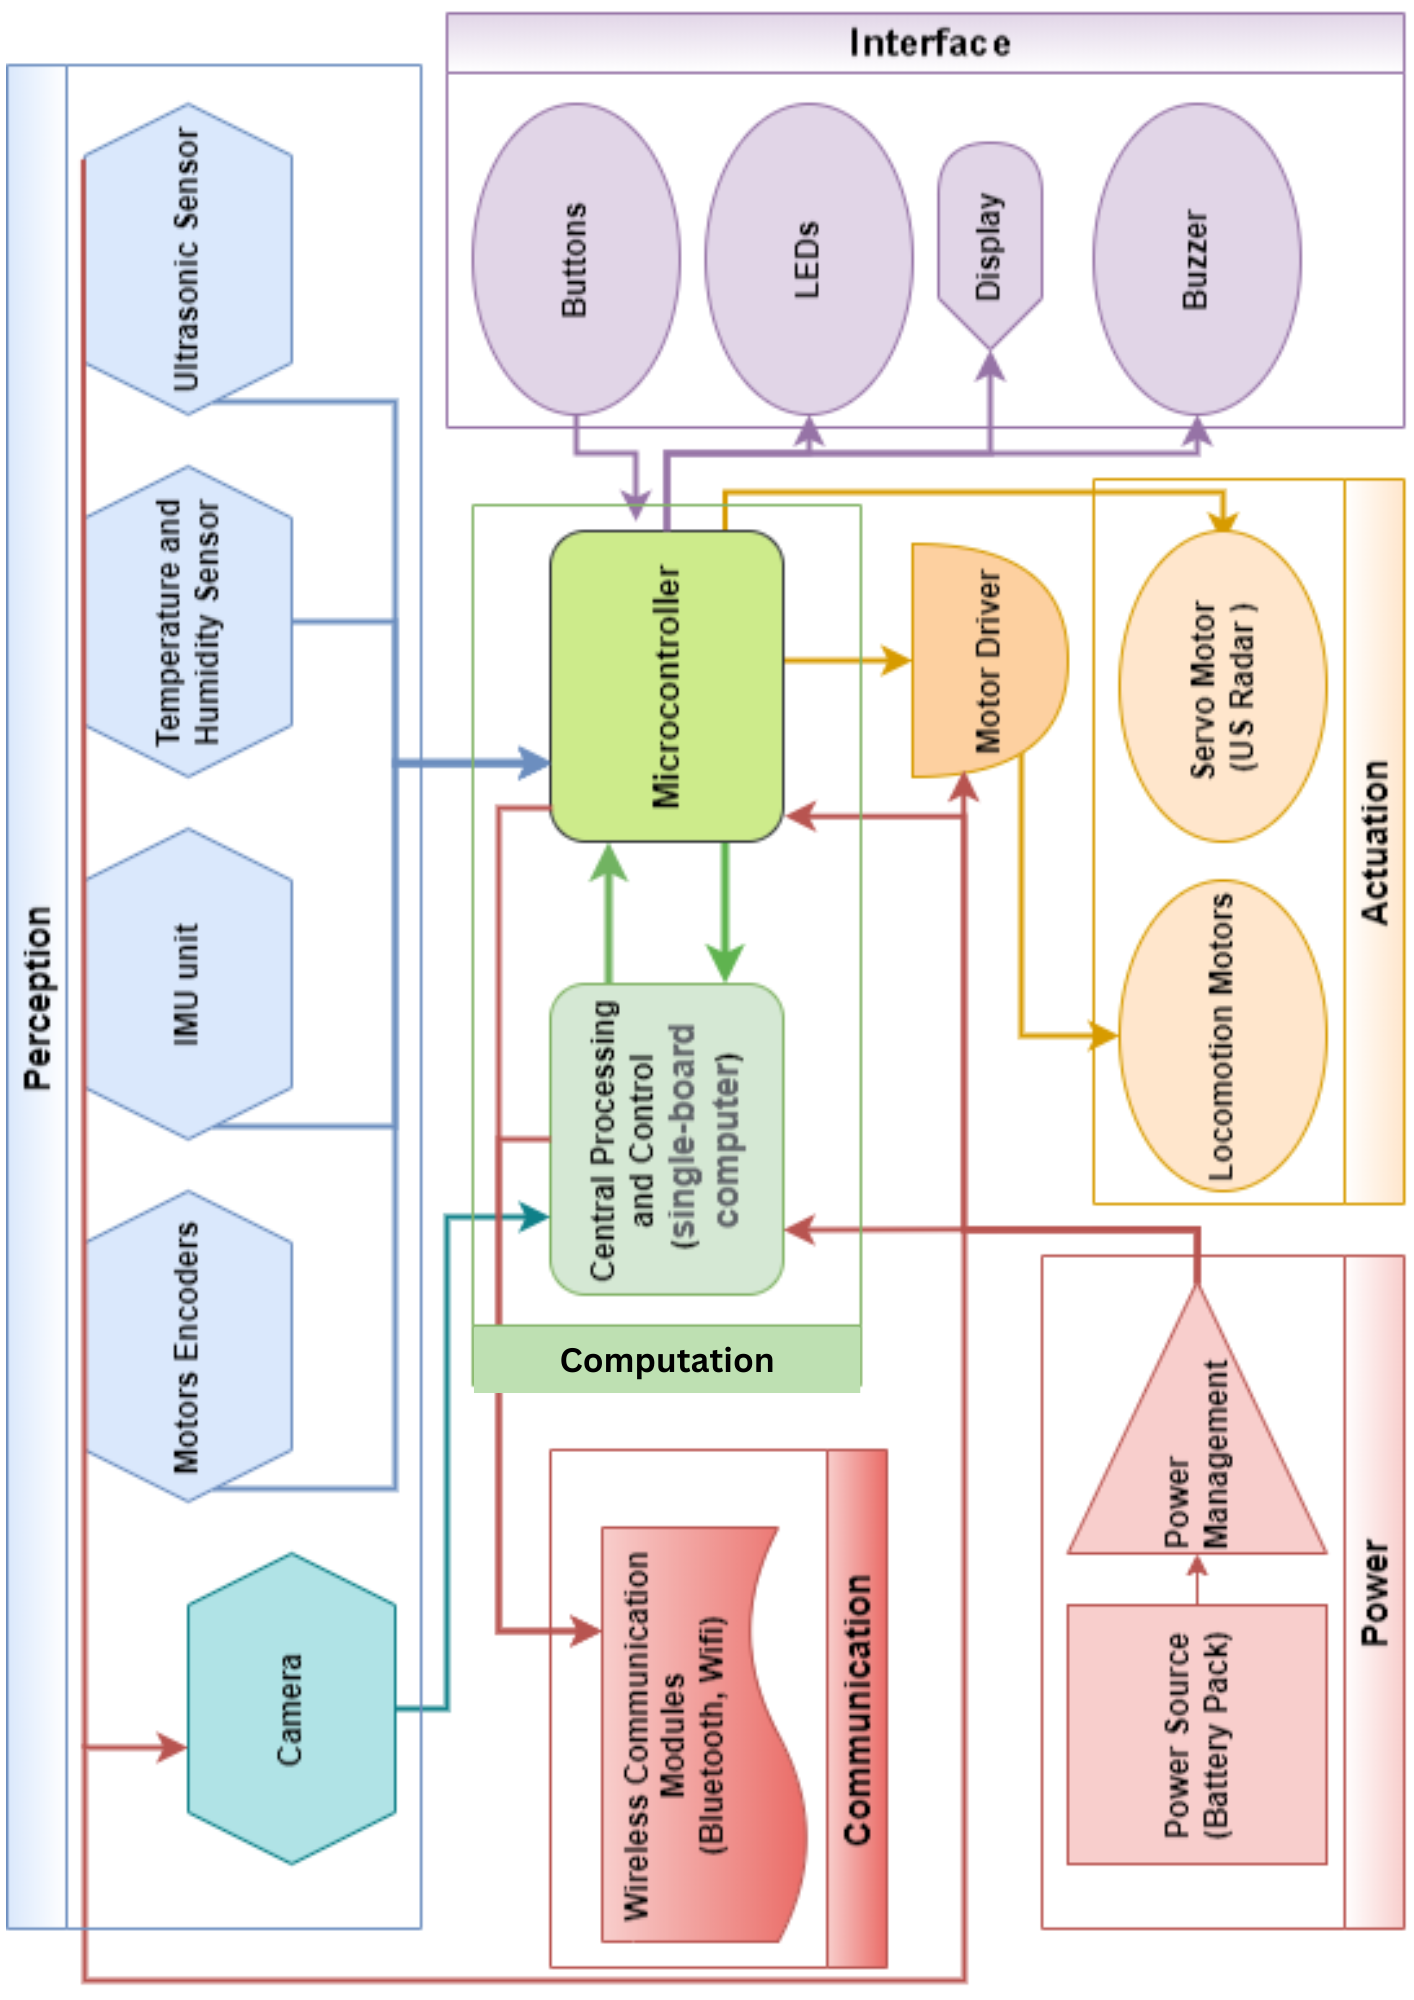 Interface
Buttons
LEDs
Display
Buzzer
Perception
Ultrasonic Sensor
Temperature and
Humidity Sensor
IMU unit
Motors Encoders
Camera
Microcontroller
Central Processing
and Control
(single-board
computer)
Computation
Motor Driver
Servo Motor
(US Radar )
Locomotion Motors
Actuation
Wireless Communication
Modules
(Bluetooth, Wifi)
Communication
Power
Management
Power Source
(Battery Pack)
Power